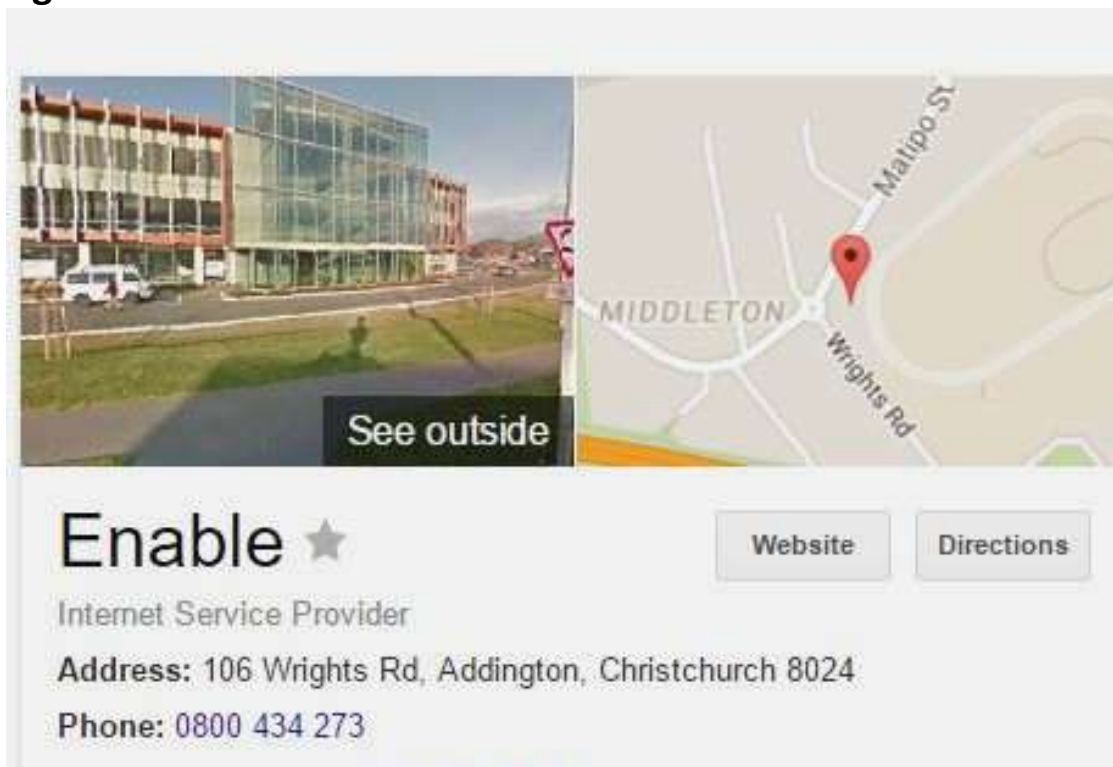 See outside
Matipo St
MIDDLETON
Wrights Rd
Enable
Website
Directions
Internet Service Provider
Address: 106 Wrights Rd, Addington, Christchurch 8024
Phone: 0800 434 273